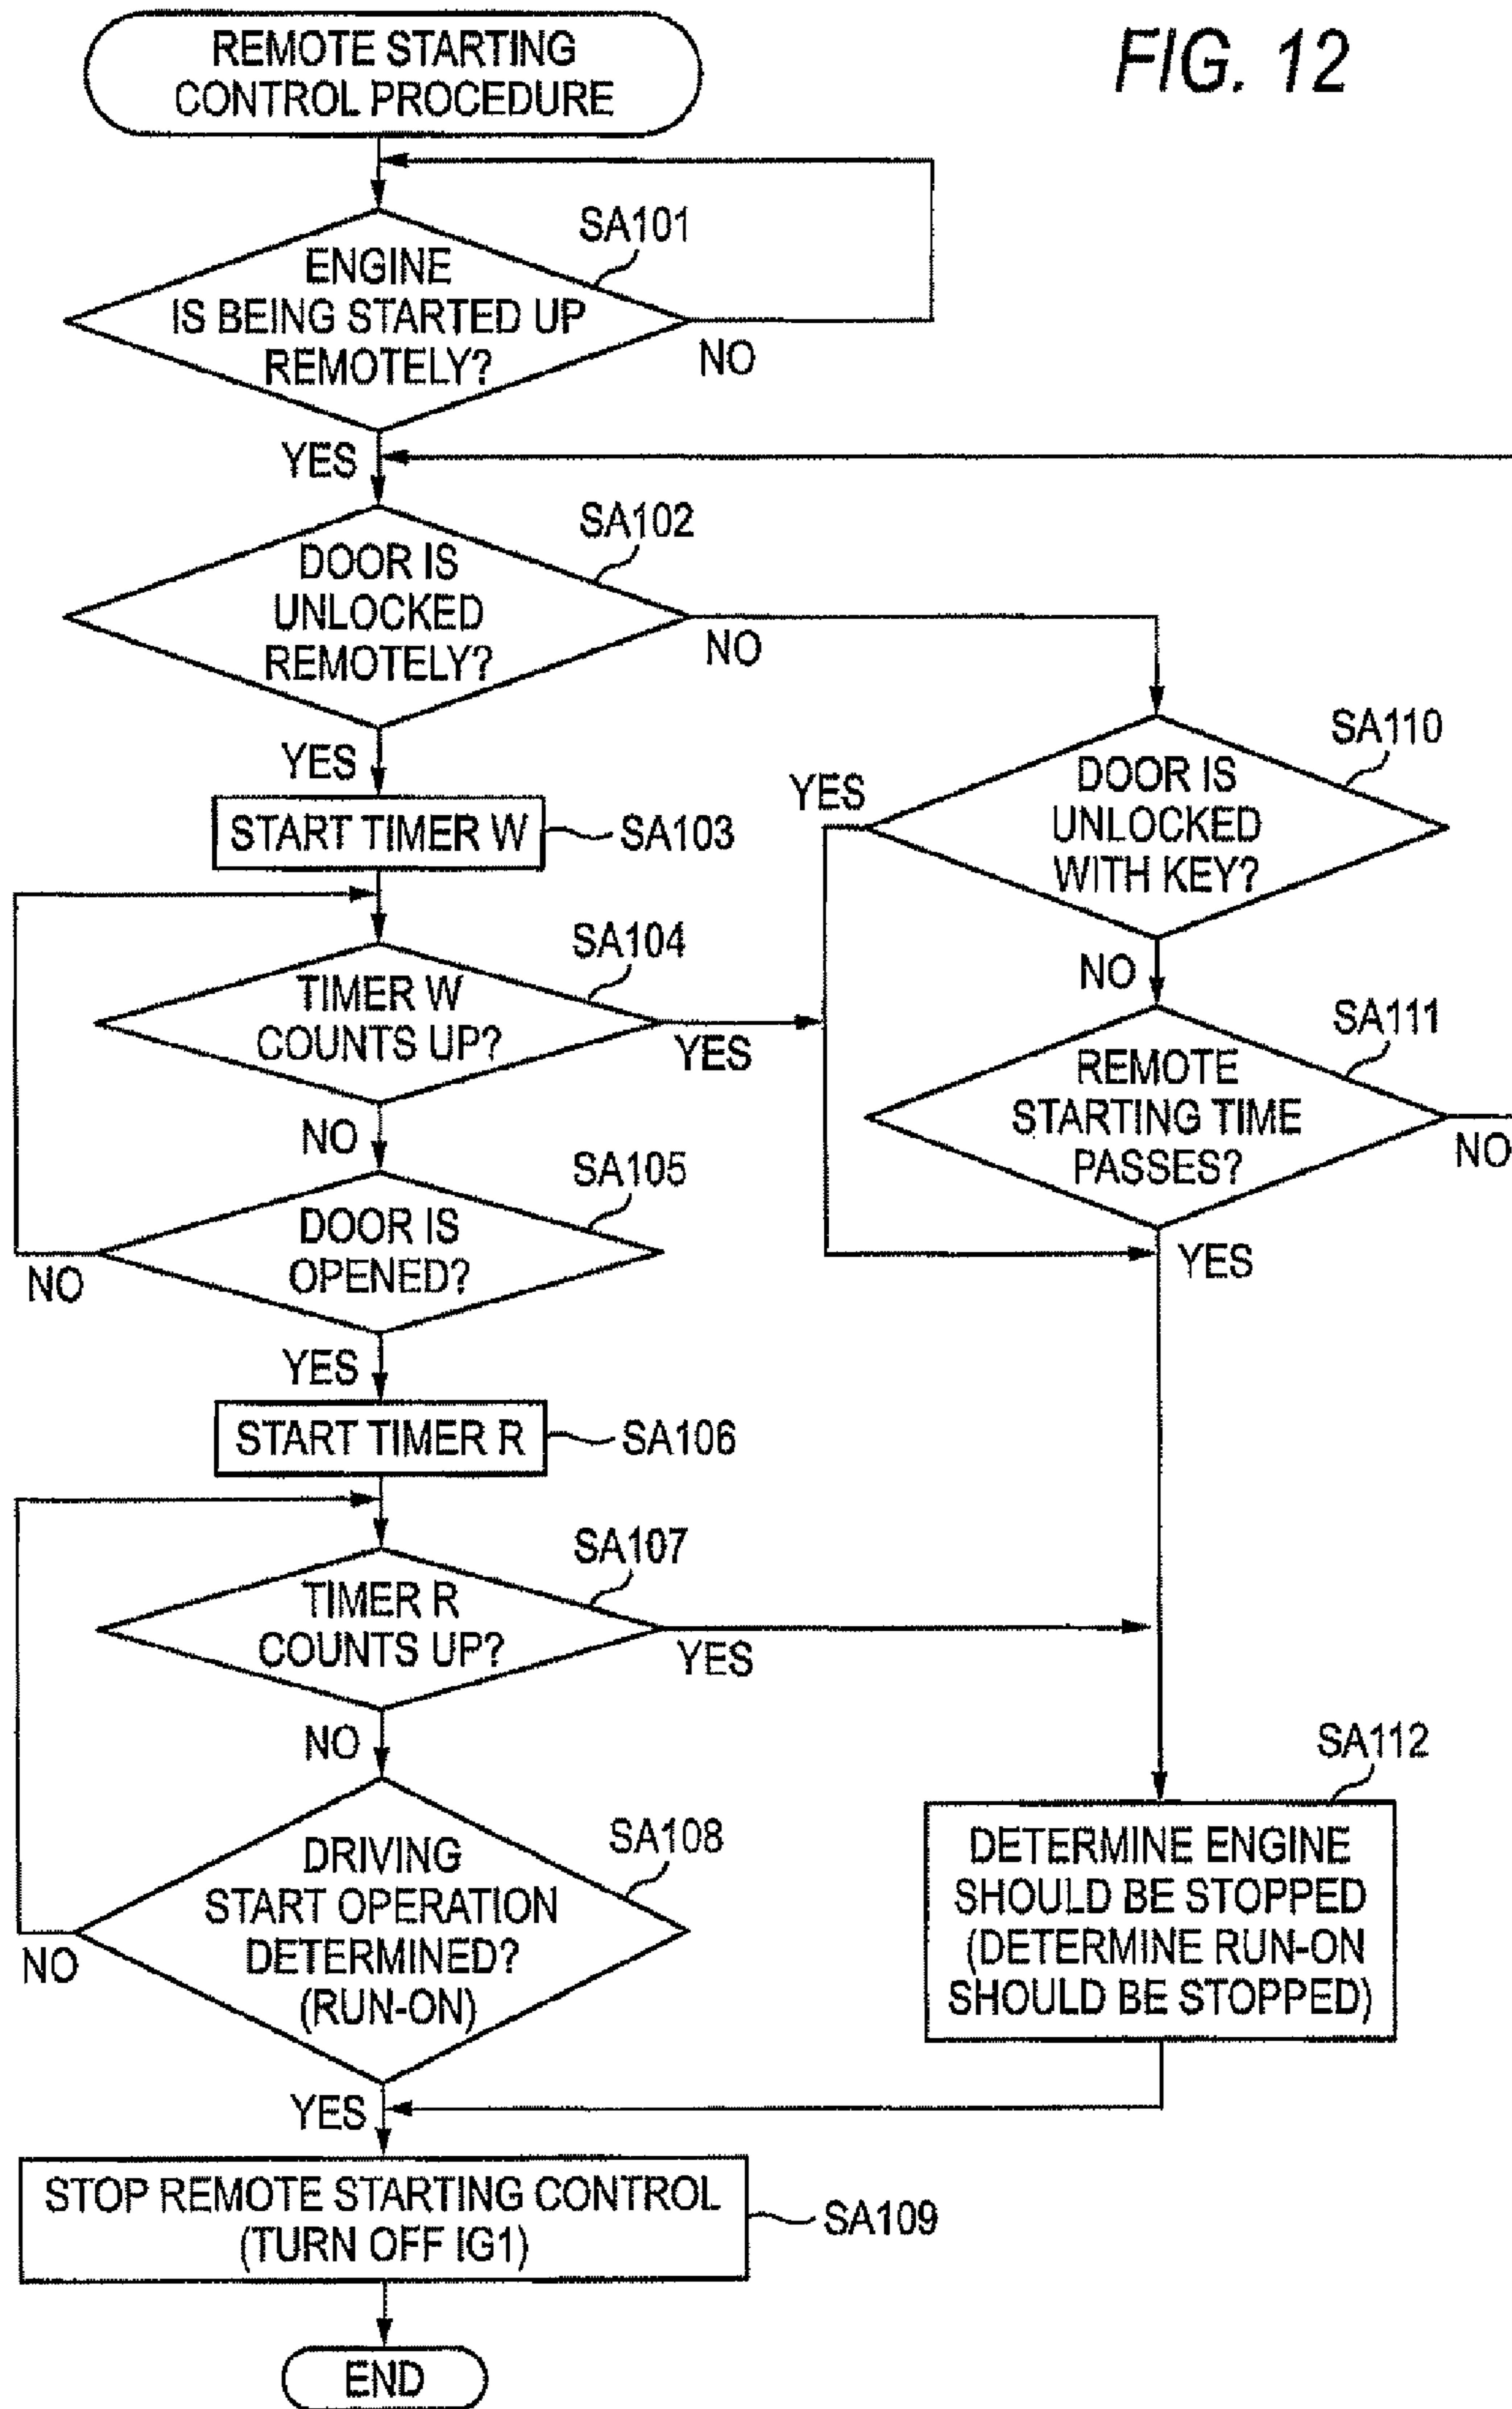 FIG. 12
REMOTE STARTING
CONTROL PROCEDURE
SA101
ENGINE
IS BEING STARTED UP
REMOTELY?
NO
YES
SA102
DOOR IS
UNLOCKED
REMOTELY?
NO
YES
START TIMER W
SA103
SA104
TIMER W
COUNTS UP?
YES
NO
SA105
DOOR IS
OPENED?
NO
YES
START TIMER R
SA106
SA107
TIMER R
COUNTS UP?
YES
NO
SA108
DRIVING
START OPERATION
DETERMINED?
(RUN-ON)
NO
YES
STOP REMOTE STARTING CONTROL
(TURN OFF IG1)
SA109
END
SA110
DOOR IS
UNLOCKED
WITH KEY?
YES
NO
SA111
REMOTE
STARTING TIME
PASSES?
NO
YES
SA112
DETERMINE ENGINE
SHOULD BE STOPPED
(DETERMINE RUN-ON
SHOULD BE STOPPED)